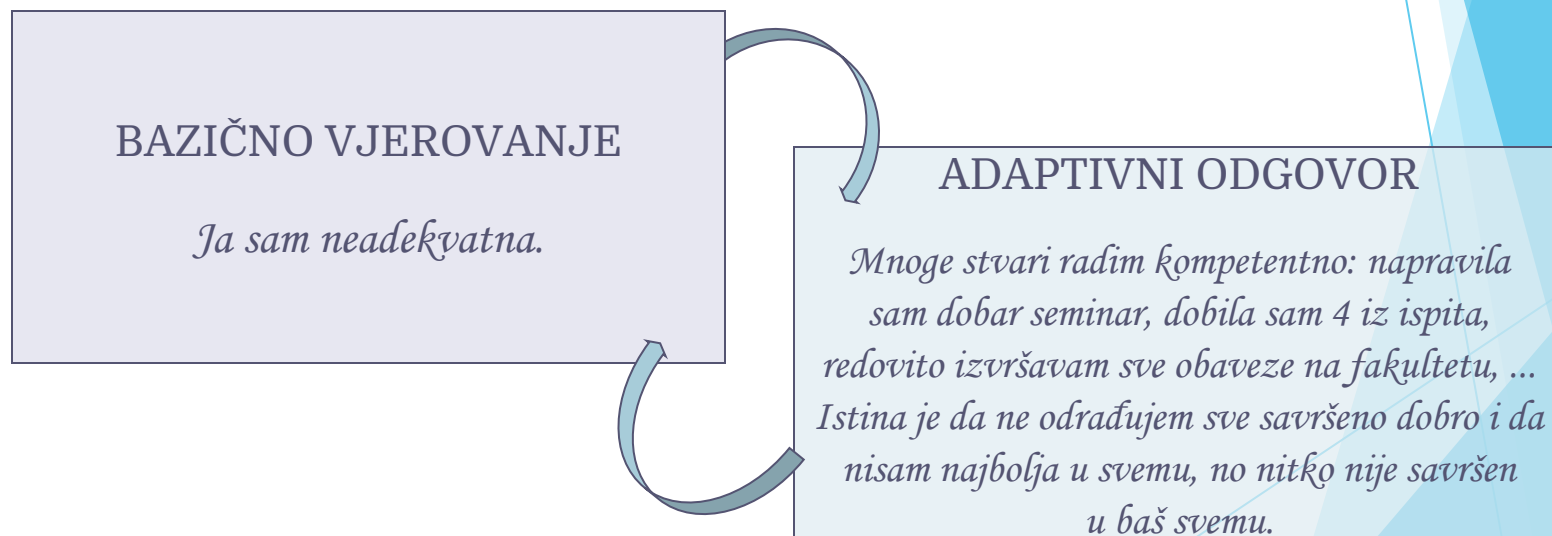 BAZIČNO VJEROVANJE
Ja sam neadekvatna.
ADAPTIVNI ODGOVOR
Mnoge stvari radim kompetentno: napravila
sam dobar seminar, dobila sam 4 iz ispita,
redovito izvršavam sve obaveze na fakultetu, ...
Istina je da ne odrađujem sve savršeno dobro i da
nisam najbolja u svemu, no nitko nije savršen
u baš svemu.